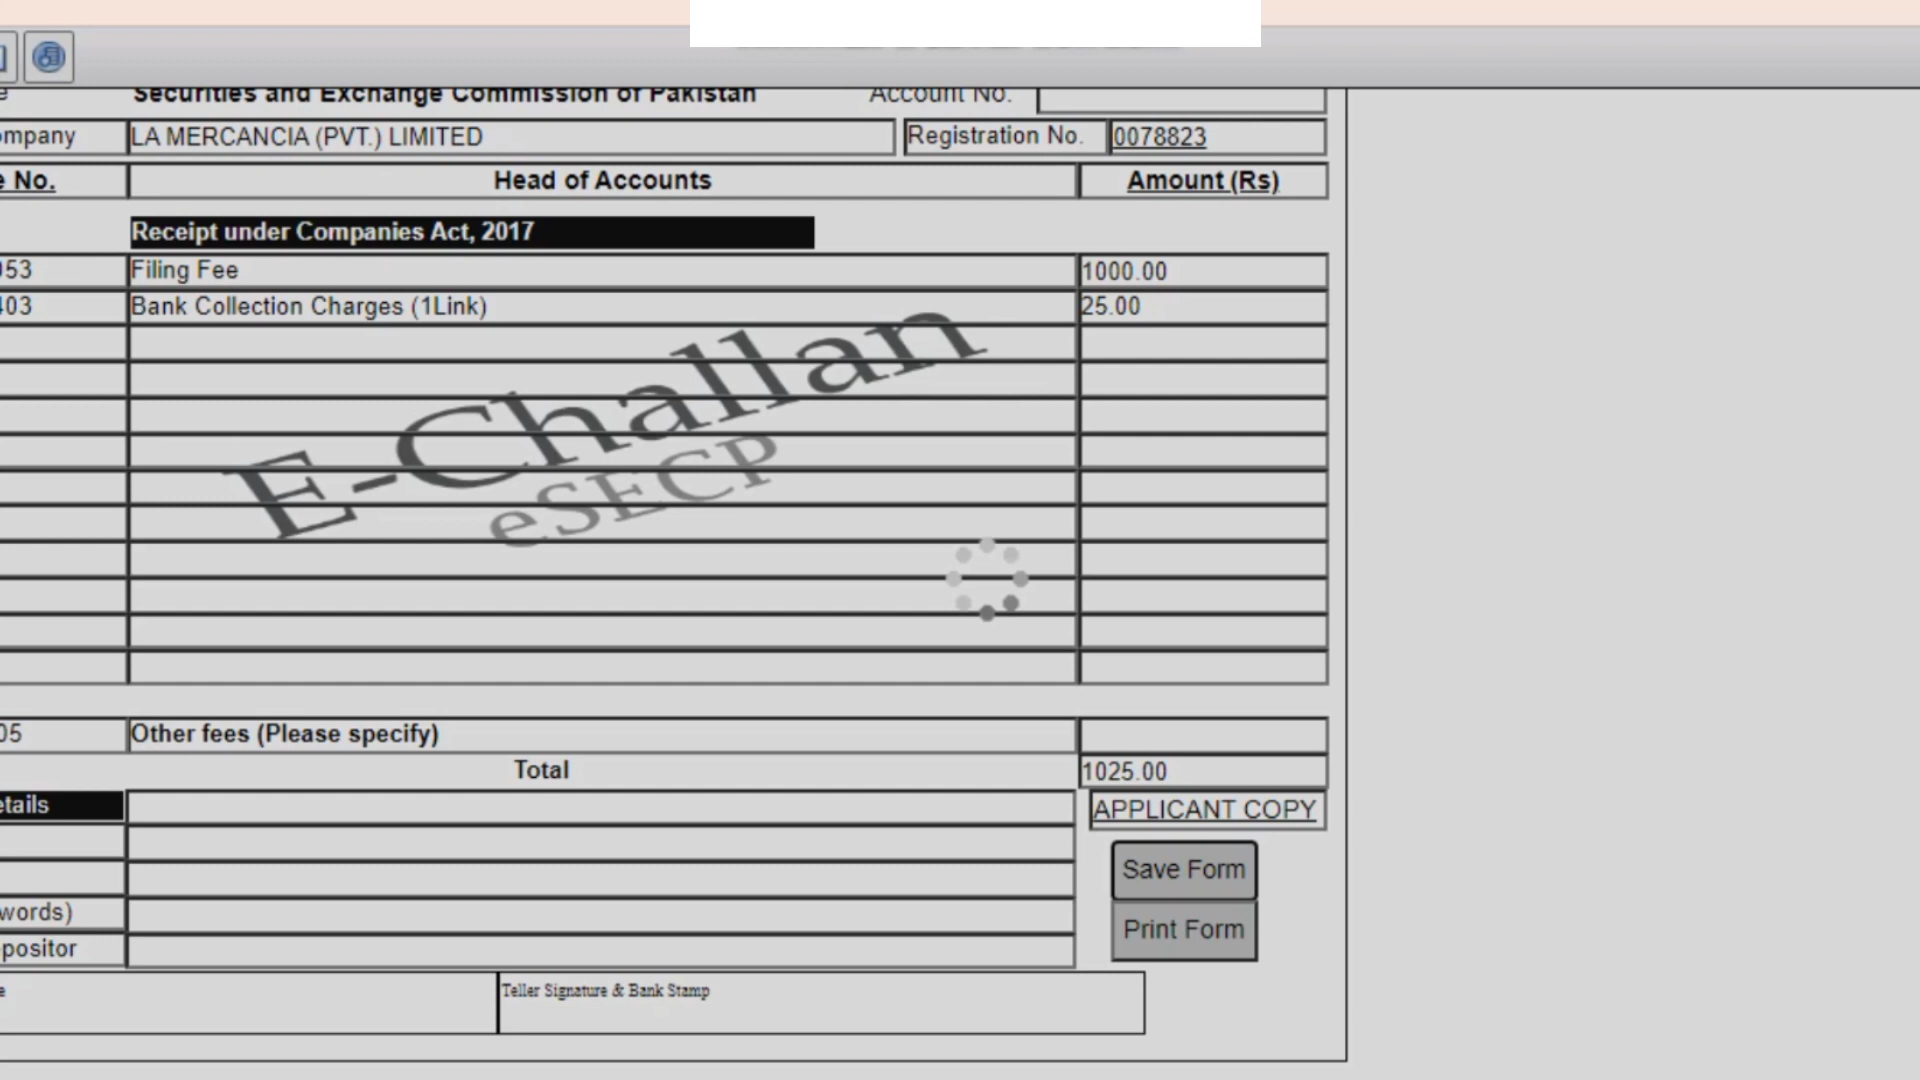 Securities and Exchange Commission of Pakistan Account No.
ompany LA MERCANCIA (PVT.) LIMITED Registration No. 0078823
e No. Head of Accounts Amount (Rs)
Receipt under Companies Act, 2017
053 Filing Fee 1000.00
403 Bank Collection Charges (1Link) 25.00
E-Challan
eSECP
05 Other fees (Please specify)
Total 1025.00
etails APPLICANT COPY
Save Form
words)
Print Form
positor
e Teller Signature & Bank Stamp